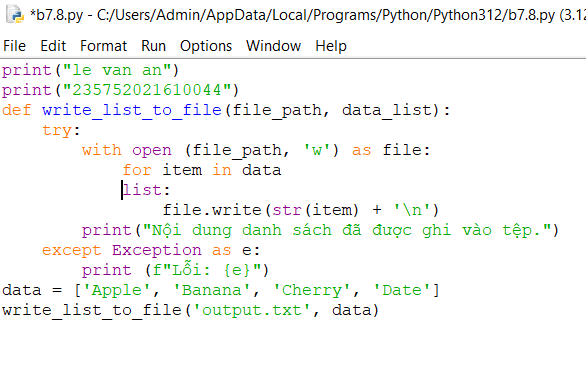 *b7.8.py - C:/Users/Admin/AppData/Local/Programs/Python/Python312/b7.8.py (3.12
File Edit Format Run Options Window Help
print("le van an")
print("235752021610044")
def write_list_to_file(file_path, data_list):
    try:
        with open (file_path, 'w') as file:
            for item in data
            list:
                file.write(str(item) + '\n')
        print("Nội dung danh sách đã được ghi vào tệp.")
    except Exception as e:
        print (f"Lỗi: {e}")
data = ['Apple', 'Banana', 'Cherry', 'Date']
write_list_to_file('output.txt', data)